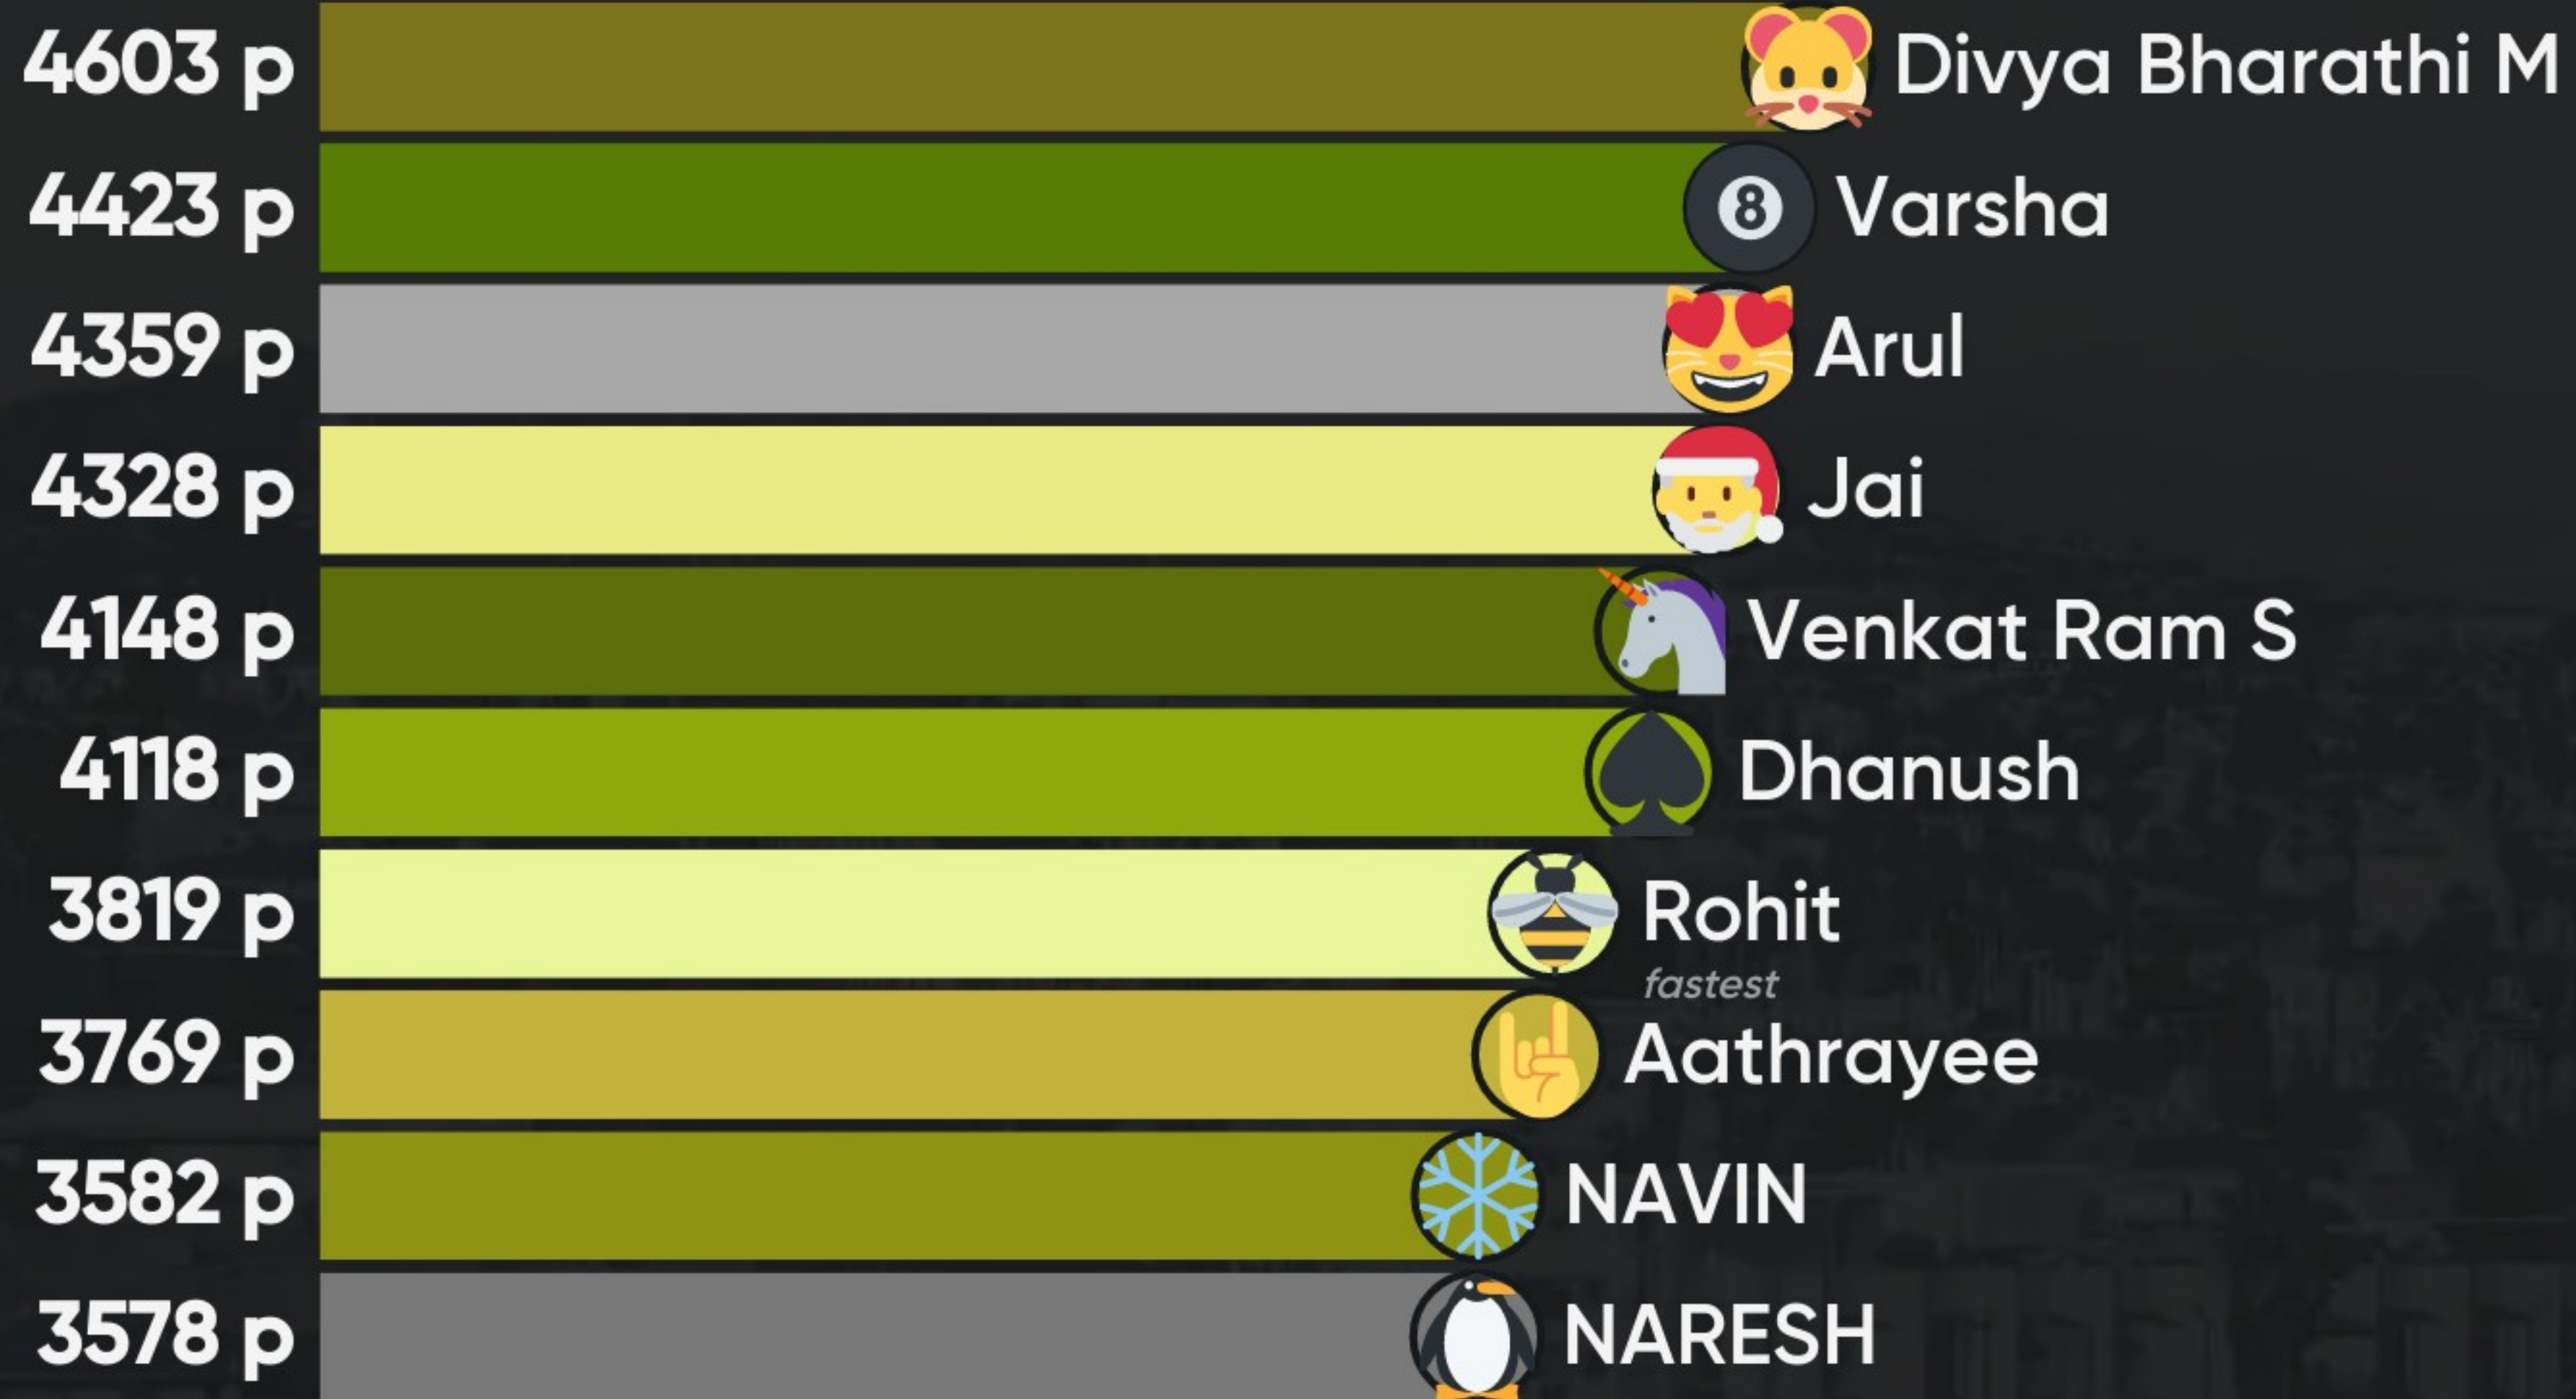 4603 p Divya Bharathi M
4423 p 8 Varsha
4359 p Arul
4328 p Jai
4148 p Venkat Ram S
4118 p Dhanush
3819 p Rohit
fastest
3769 p Aathrayee
3582 p NAVIN
3578 p NARESH